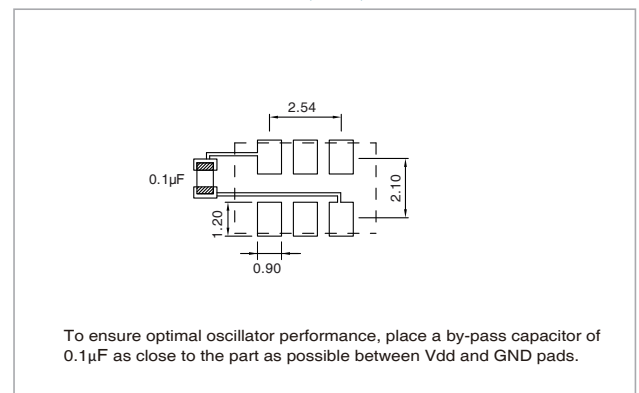 2.54
0.1µF
2.10
1.20
0.90
To ensure optimal oscillator performance, place a by-pass capacitor of
0.1µF as close to the part as possible between Vdd and GND pads.